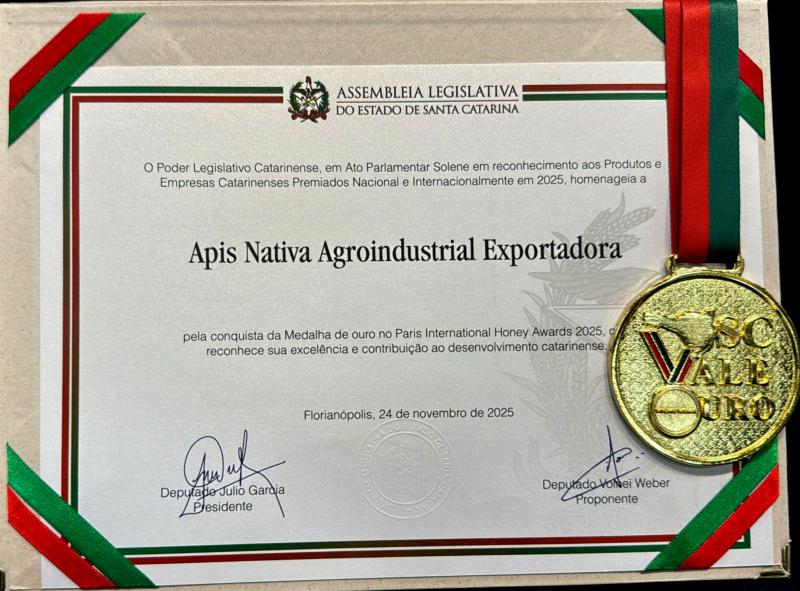 ASSEMBLEIA LEGISLATIVA
DO ESTADO DE SANTA CATARINA
O Poder Legislativo Catarinense, em Ato Parlamentar Solene em reconhecimento aos Produtos e
Empresas Catarinenses Premiados Nacional e Internacionalmente em 2025, homenageia a
Apis Nativa Agroindustrial Exportadora
pela conquista da Medalha de ouro no Paris International Honey Awards 2025,
reconhece sua excelência e contribuição ao desenvolvimento catarinense.
Florianópolis, 24 de novembro de 2025
Deputado Julio Garcia
Presidente
Deputado Volnei Weber
Proponente
SC
VALE
OURO